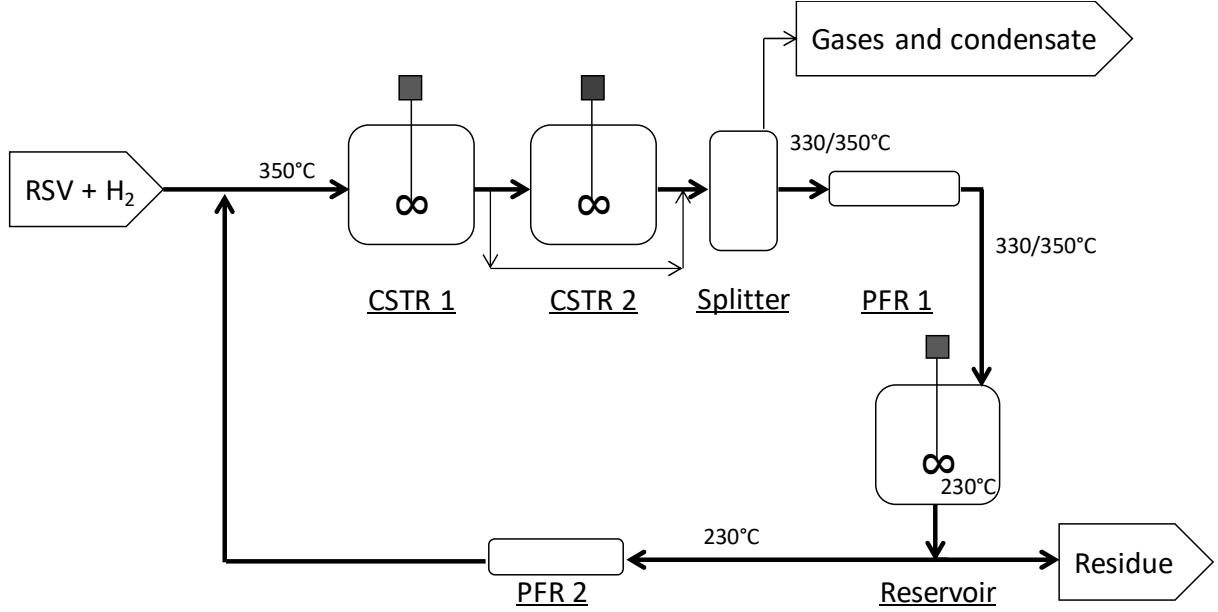 Gases and condensate
330/350°C
350°C
RSV + H₂
330/350°C
CSTR 1
CSTR 2
Splitter
PFR 1
230°C
230°C
Residue
PFR 2
Reservoir